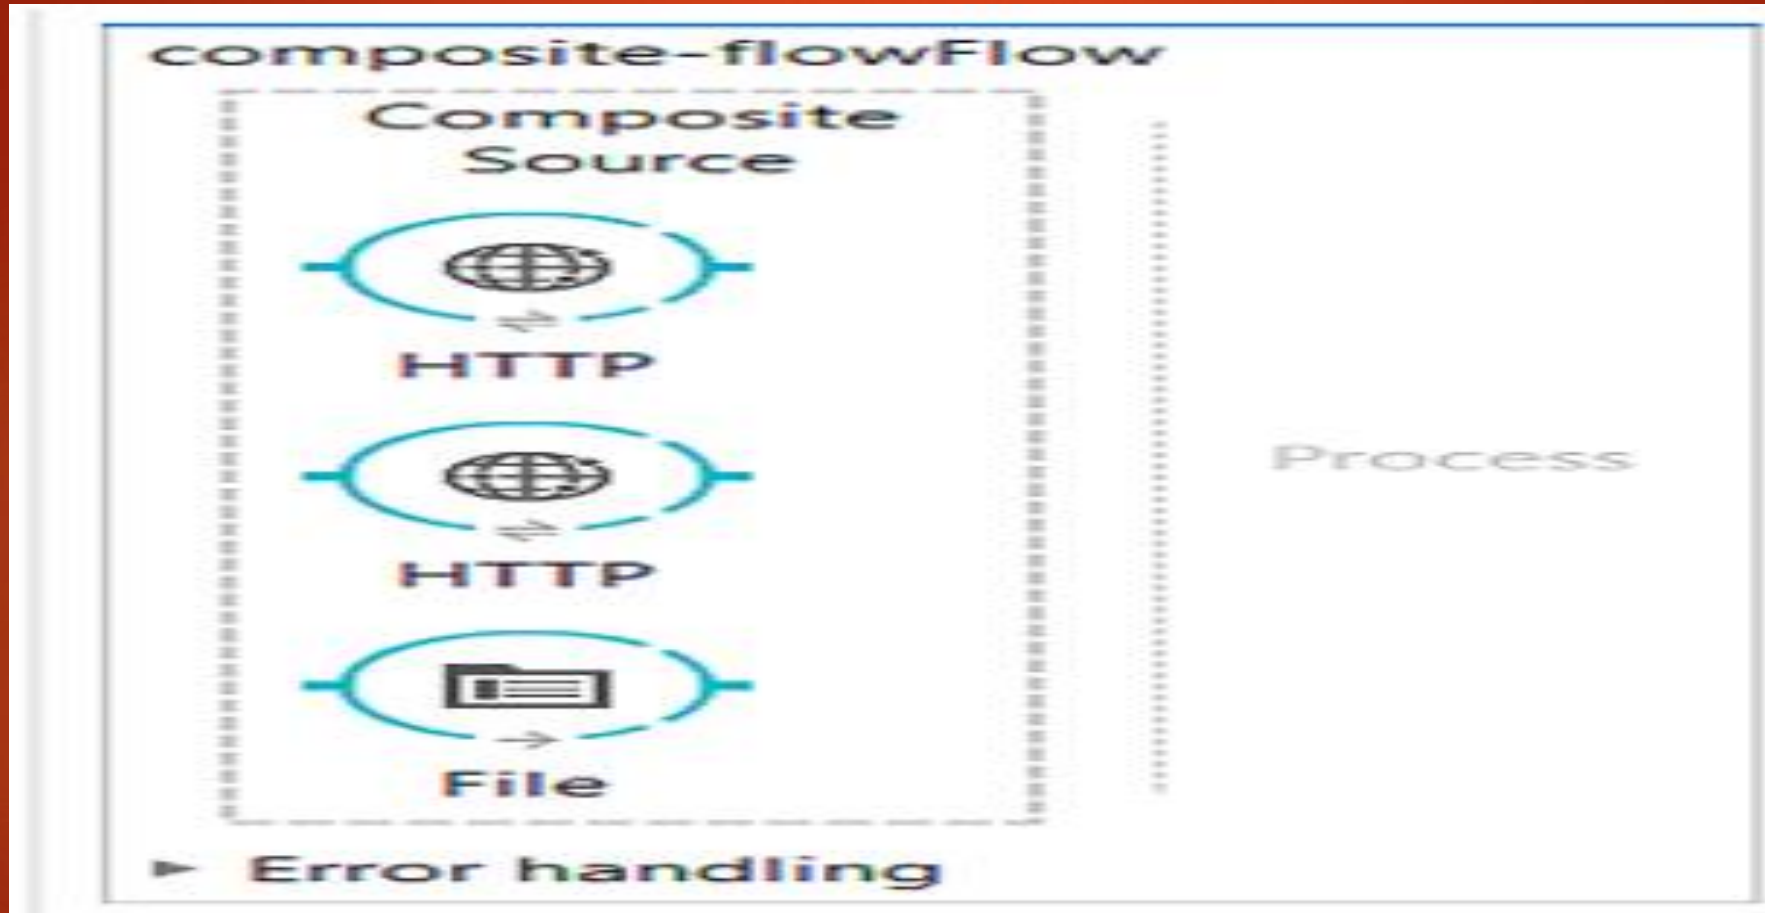 composite-flowFlow
Composite
Source
HTTP
HTTP
File
Process
Error handling